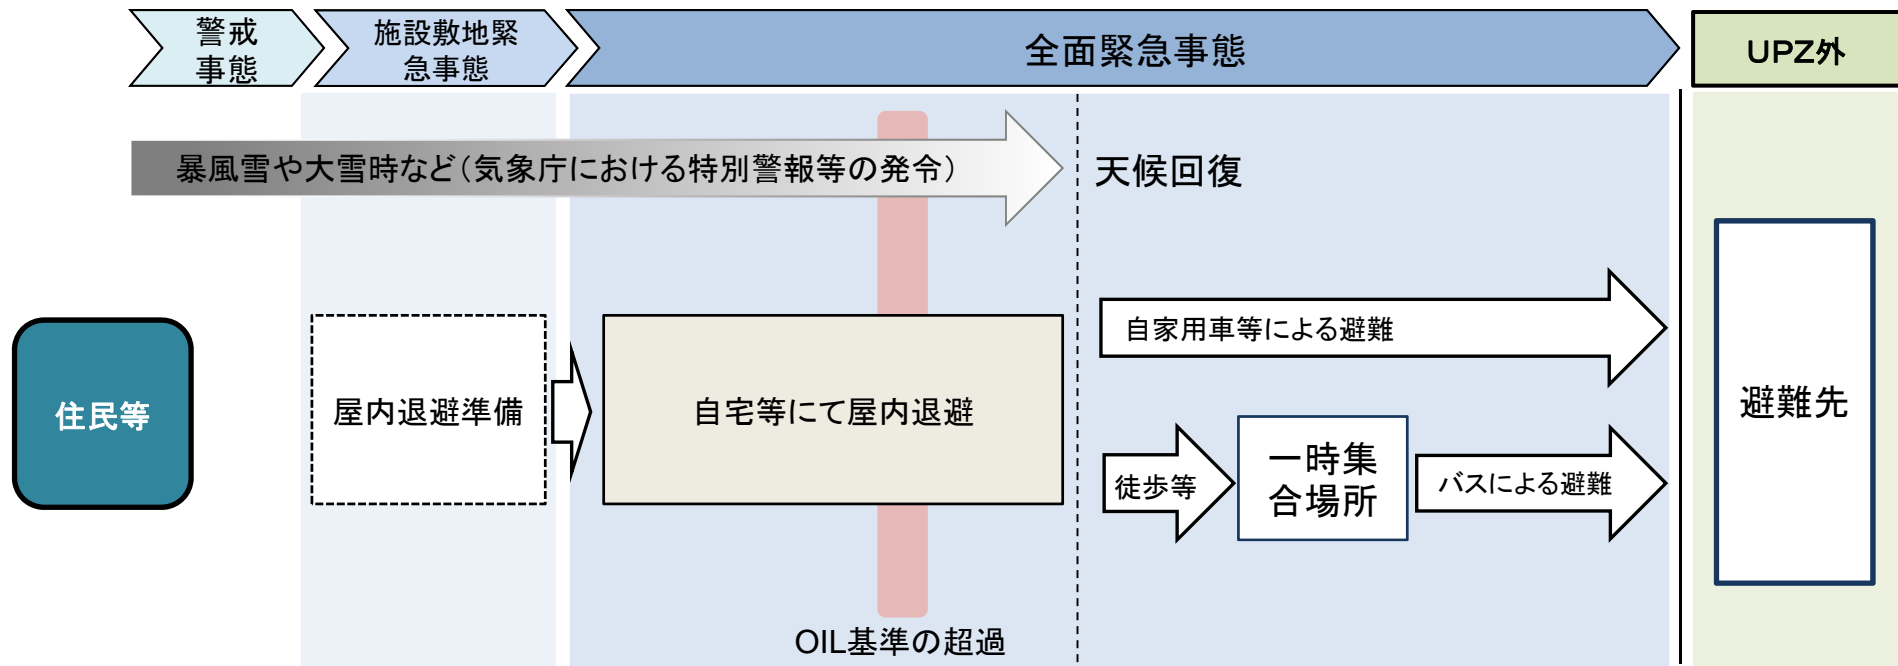 警戒
事態
施設敷地緊
急事態
全面緊急事態
UPZ外
暴風雪や大雪時など（気象庁における特別警報等の発令）
天候回復
住民等
屋内退避準備
自宅等にて屋内退避
自家用車等による避難
徒歩等
一時集
合場所
バスによる避難
避難先
OIL基準の超過